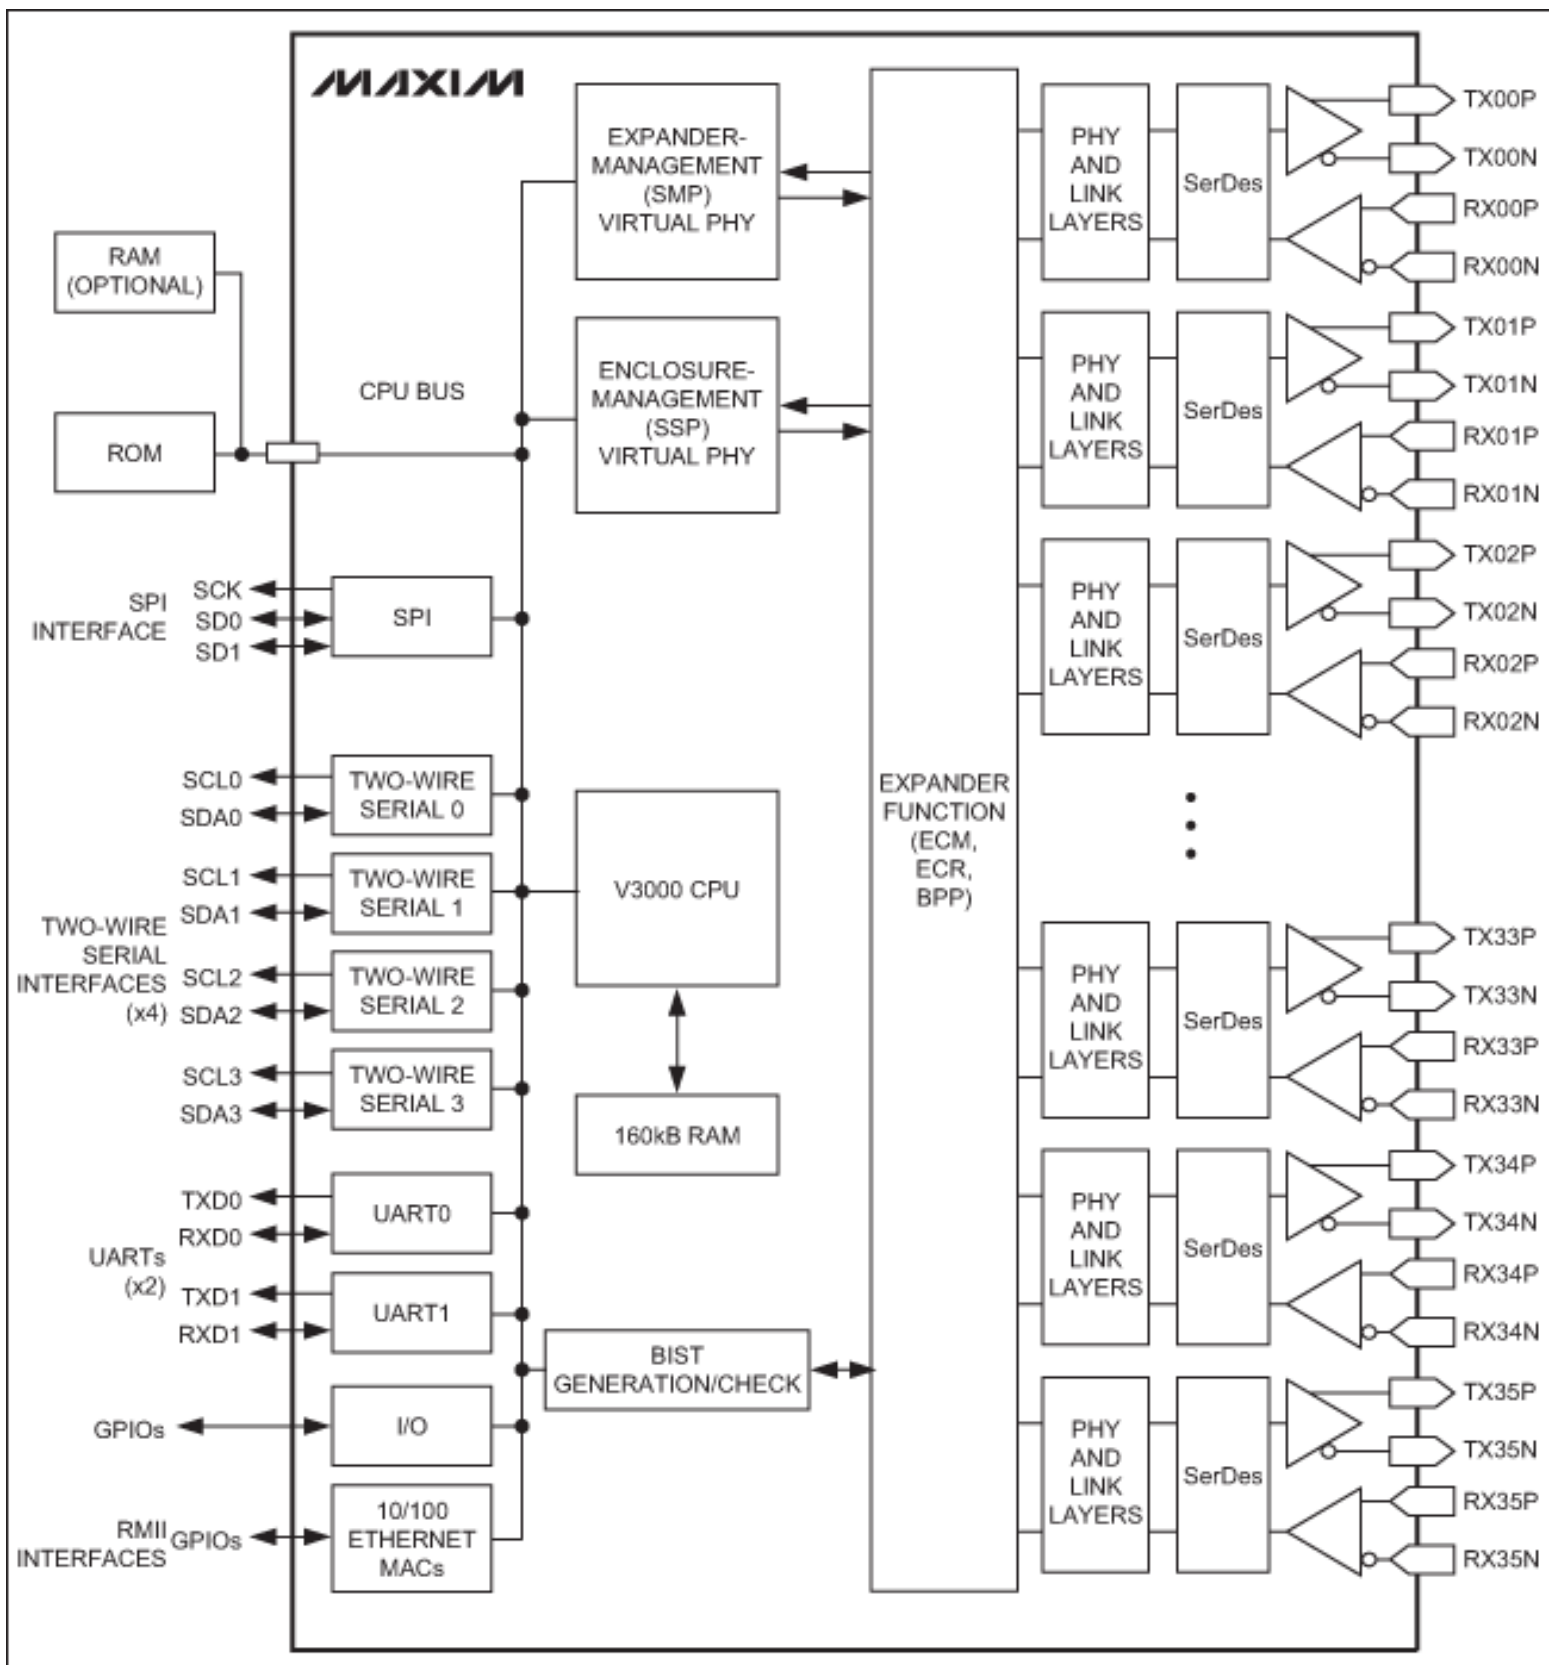 MAXIM
EXPANDER-
MANAGEMENT
(SMP)
VIRTUAL PHY
ENCLOSURE-
MANAGEMENT
(SSP)
VIRTUAL PHY
RAM
(OPTIONAL)
ROM
CPU BUS
SPI
INTERFACE
SCK
SD0
SD1
SPI
TWO-WIRE
SERIAL
INTERFACES
(x4)
SCL0
SDA0
TWO-WIRE
SERIAL 0
SCL1
SDA1
TWO-WIRE
SERIAL 1
SCL2
SDA2
TWO-WIRE
SERIAL 2
SCL3
SDA3
TWO-WIRE
SERIAL 3
V3000 CPU
160kB RAM
UARTs
(x2)
TXD0
RXD0
UART0
TXD1
RXD1
UART1
BIST
GENERATION/CHECK
GPIOs
I/O
RMII
INTERFACES
GPIOs
10/100
ETHERNET
MACs
EXPANDER
FUNCTION
(ECM,
ECR,
BPP)
PHY
AND
LINK
LAYERS
SerDes
TX00P
TX00N
RX00P
RX00N
PHY
AND
LINK
LAYERS
SerDes
TX01P
TX01N
RX01P
RX01N
PHY
AND
LINK
LAYERS
SerDes
TX02P
TX02N
RX02P
RX02N
PHY
AND
LINK
LAYERS
SerDes
TX33P
TX33N
RX33P
RX33N
PHY
AND
LINK
LAYERS
SerDes
TX34P
TX34N
RX34P
RX34N
PHY
AND
LINK
LAYERS
SerDes
TX35P
TX35N
RX35P
RX35N